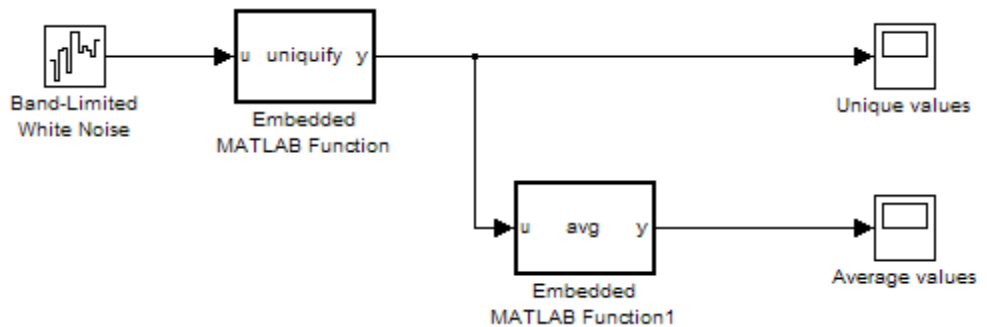 u uniquify y
Band-Limited
White Noise
Embedded
MATLAB Function
Unique values
u avg y
Embedded
MATLAB Function1
Average values